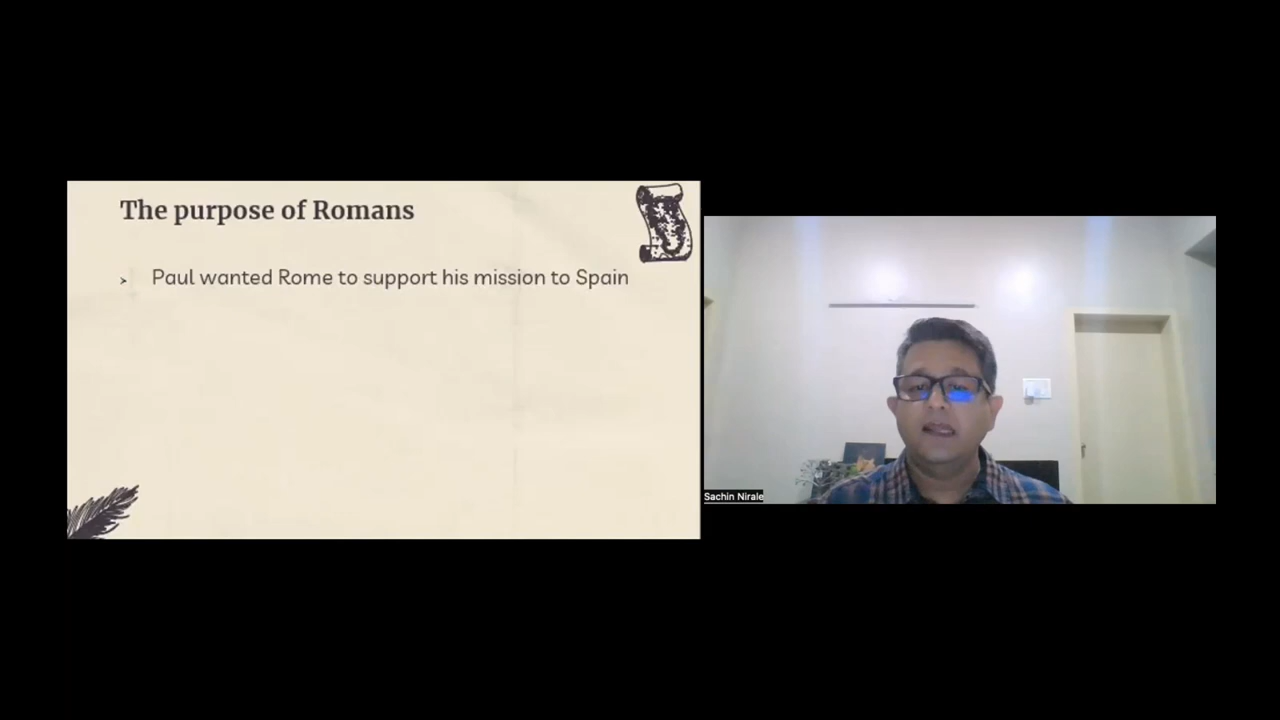 The purpose of Romans
> Paul wanted Rome to support his mission to Spain
Sachin Nirale